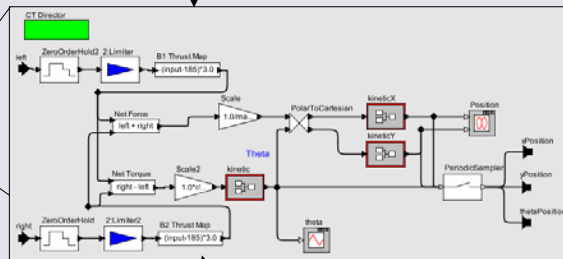 CT Director
left
ZeroOrderHold2
2:Limiter
B1 Thrust Map
(input-185)*3.0
Net Force
left + right
Scale
1.0/ma...
PolarToCartesian
kineticX
kineticY
Position
Theta
Net Torque
right - left
Scale2
1.0*r/...
kinetic
PeriodicSampler
xPosition
yPosition
thetaPosition
theta
right
ZeroOrderHold
2:Limiter2
B2 Thrust Map
(input-185)*3.0